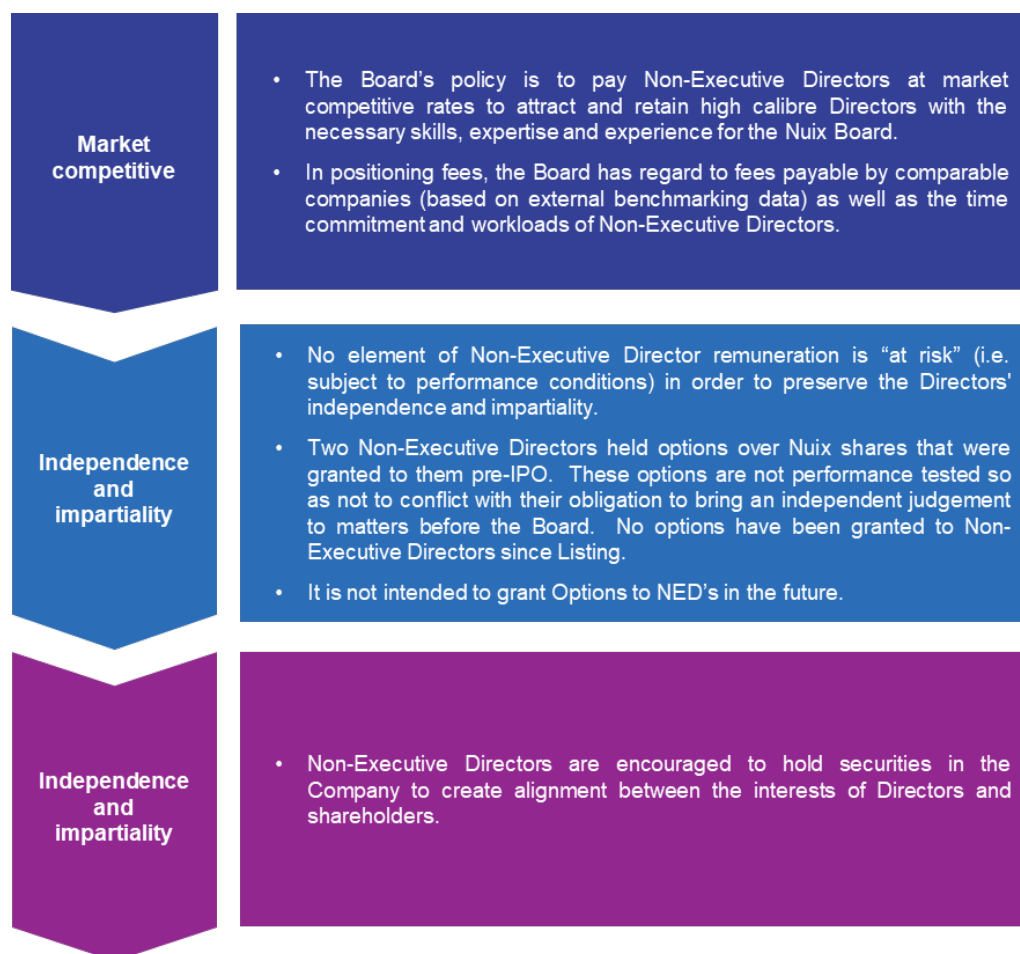 Market
competitive
• The Board's policy is to pay Non-Executive Directors at market
competitive rates to attract and retain high calibre Directors with the
necessary skills, expertise and experience for the Nuix Board.
• In positioning fees, the Board has regard to fees payable by comparable
companies (based on external benchmarking data) as well as the time
commitment and workloads of Non-Executive Directors.
Independence
and
impartiality
• No element of Non-Executive Director remuneration is “at risk” (i.e.
subject to performance conditions) in order to preserve the Directors'
independence and impartiality.
• Two Non-Executive Directors held options over Nuix shares that were
granted to them pre-IPO.  These options are not performance tested so
as not to conflict with their obligation to bring an independent judgement
to matters before the Board.  No options have been granted to Non-
Executive Directors since Listing.
• It is not intended to grant Options to NED's in the future.
Independence
and
impartiality
• Non-Executive Directors are encouraged to hold securities in the
Company to create alignment between the interests of Directors and
shareholders.